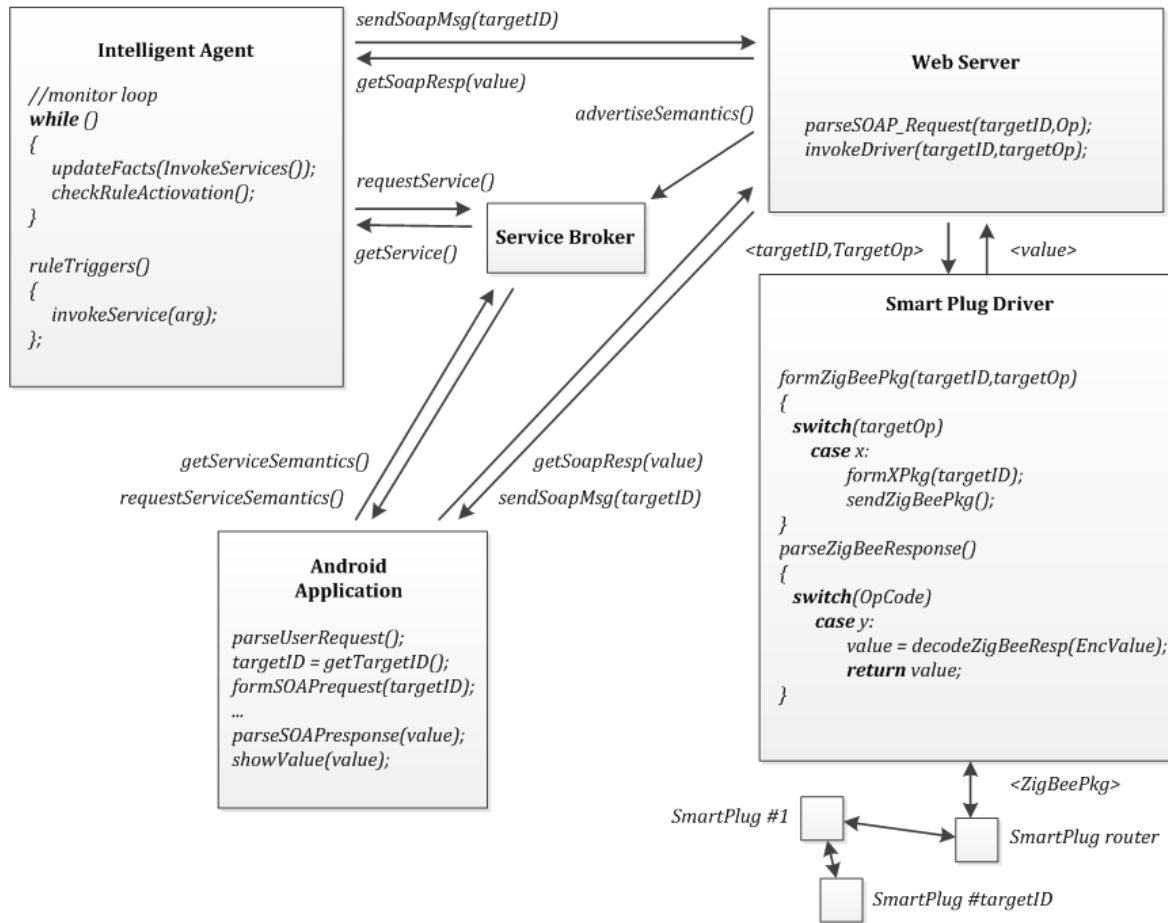 sendSoapMsg(targetID)
getSoapResp(value)
Intelligent Agent
//monitor loop
while ()
{
updateFacts(InvokeServices());
checkRuleActiovation();
}
ruleTriggers()
{
invokeService(arg);
};
advertiseSemantics()
requestService()
getService()
Service Broker
Web Server
parseSOAP_Request(targetID,Op);
invokeDriver(targetID,targetOp);
<targetID,TargetOp>
<value>
Smart Plug Driver
formZigBeePkg(targetID,targetOp)
{
switch(targetOp)
case x:
formXPkg(targetID);
sendZigBeePkg();
}
parseZigBeeResponse()
{
switch(OpCode)
case y:
value = decodeZigBeeResp(EncValue);
return value;
}
getServiceSemantics()
requestServiceSemantics()
getSoapResp(value)
sendSoapMsg(targetID)
Android
Application
parseUserRequest();
targetID = getTargetID();
formSOAPrequest(targetID);
...
parseSOAPresponse(value);
showValue(value);
<ZigBeePkg>
SmartPlug #1
SmartPlug router
SmartPlug #targetID